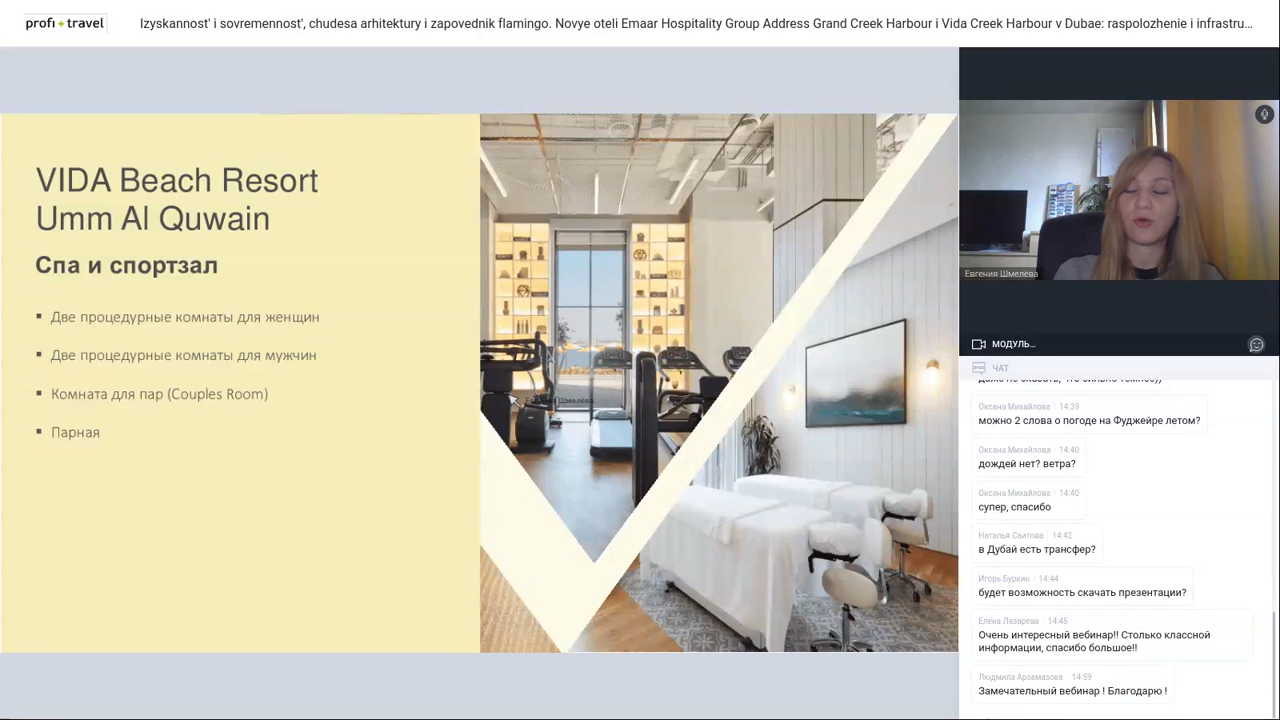 profi+travel
Izyskannost' i sovremennost', chudesa arhitektury i zapovednik flamingo. Novye oteli Emaar Hospitality Group Address Grand Creek Harbour i Vida Creek Harbour v Dubae: raspolozhenie i infrastru…
VIDA Beach Resort
Umm Al Quwain
Спа и спортзал
▪ Две процедурные комнаты для женщин
▪ Две процедурные комнаты для мужчин
▪ Комната для пар (Couples Room)
▪ Парная
Евгения Шмелёва
Евгения Шмелёва
модуль…
ЧАТ
Оксана Михайлова 14:39
можно 2 слова о погоде на Фуджейре летом?
Оксана Михайлова 14:40
дождей нет? ветра?
Оксана Михайлова 14:40
супер, спасибо
Наталья Саитова 14:42
в Дубай есть трансфер?
Игорь Буркин 14:44
будет возможность скачать презентации?
Елена Лазарева 14:45
Очень интересный вебинар!! Столько классной
информации, спасибо большое!!
Людмила Арзамазова 14:59
Замечательный вебинар ! Благодарю !